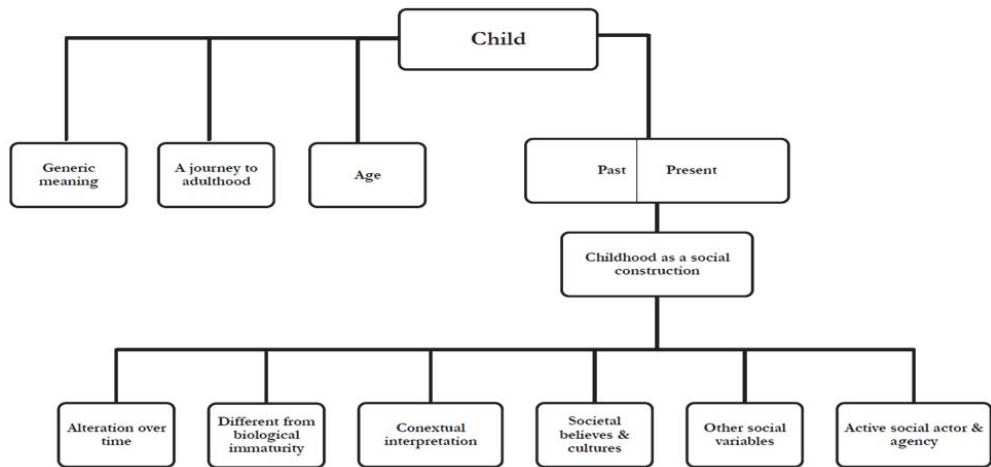 Child
Generic
meaning
A journey to
adulthood
Age
Past Present
Childhood as a social
construction
Alteration over
time
Different from
biological
immaturity
Conextual
interpretation
Societal
believes &
cultures
Other social
variables
Active social actor &
agency